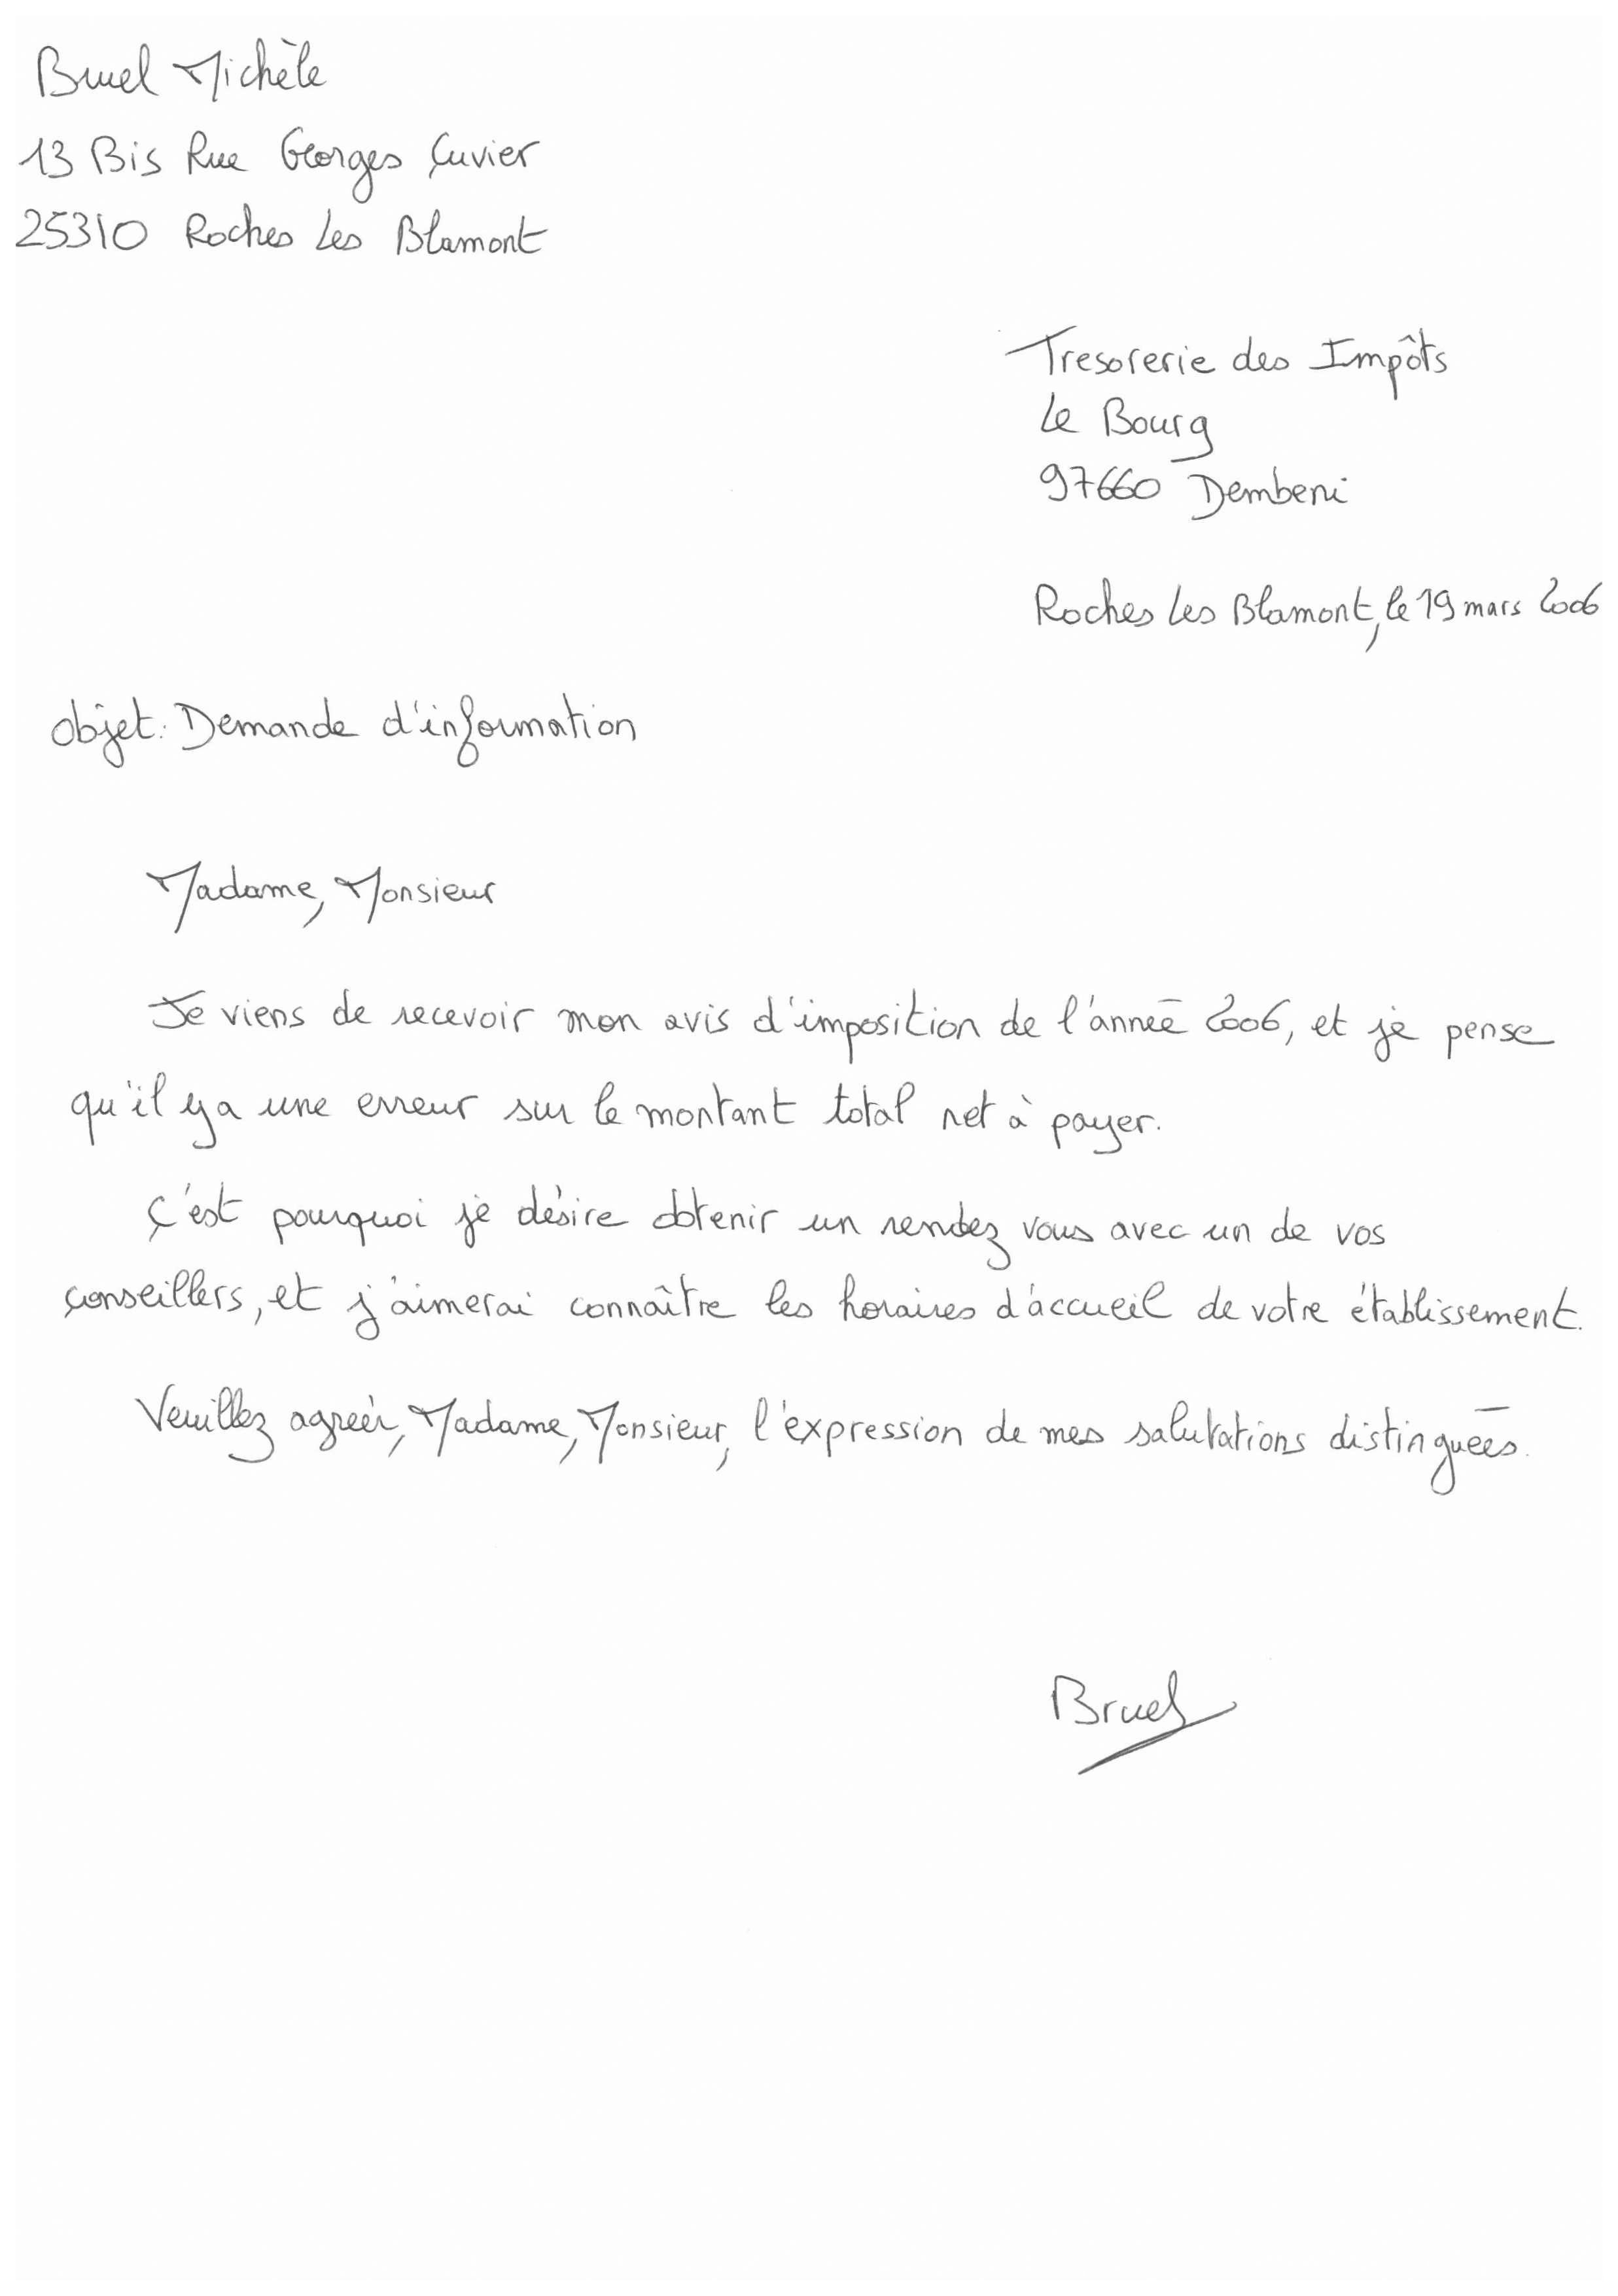 Bruel Michèle
13 Bis Rue Georges Cuvier
25310 Roches Les Blamont
Tresorerie des Impôts
Le Bourg
97660 Dembeni
Roches Les Blamont, le 19 mars 2006
Objet: Demande d'information
Madame, Monsieur
Je viens de recevoir mon avis d'imposition de l'année 2006, et je pense
qu'il y a une erreur sur le montant total net à payer.
C'est pourquoi je désire obtenir un rendez vous avec un de vos
conseillers, et j'aimerai connaître les horaires d'accueil de votre établissement.
Veuillez agréer, Madame, Monsieur, l'expression de mes salutations distinguées.
Bruel